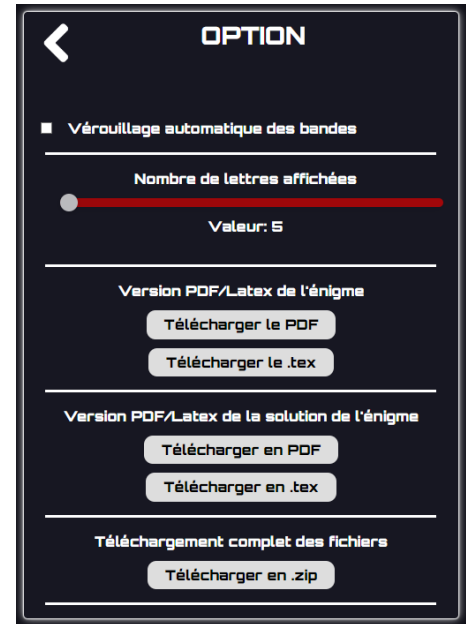 OPTION
Vérouillage automatique des bandes
Nombre de lettres affichées
Valeur: 5
Version PDF/Latex de l'énigme
Télécharger le PDF
Télécharger le .tex
Version PDF/Latex de la solution de l'énigme
Télécharger en PDF
Télécharger en .tex
Téléchargement complet des fichiers
Télécharger en .zip